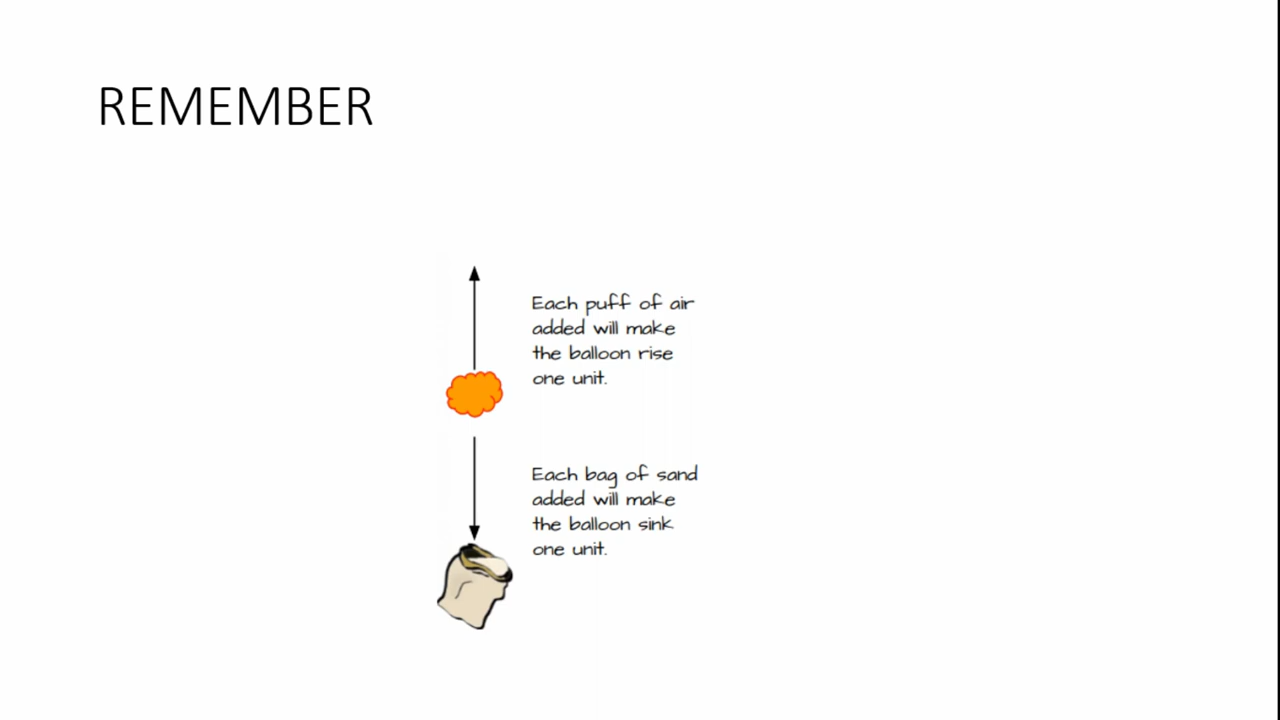 REMEMBER
Each puff of air
added will make
the balloon rise
one unit.
Each bag of sand
added will make
the balloon sink
one unit.